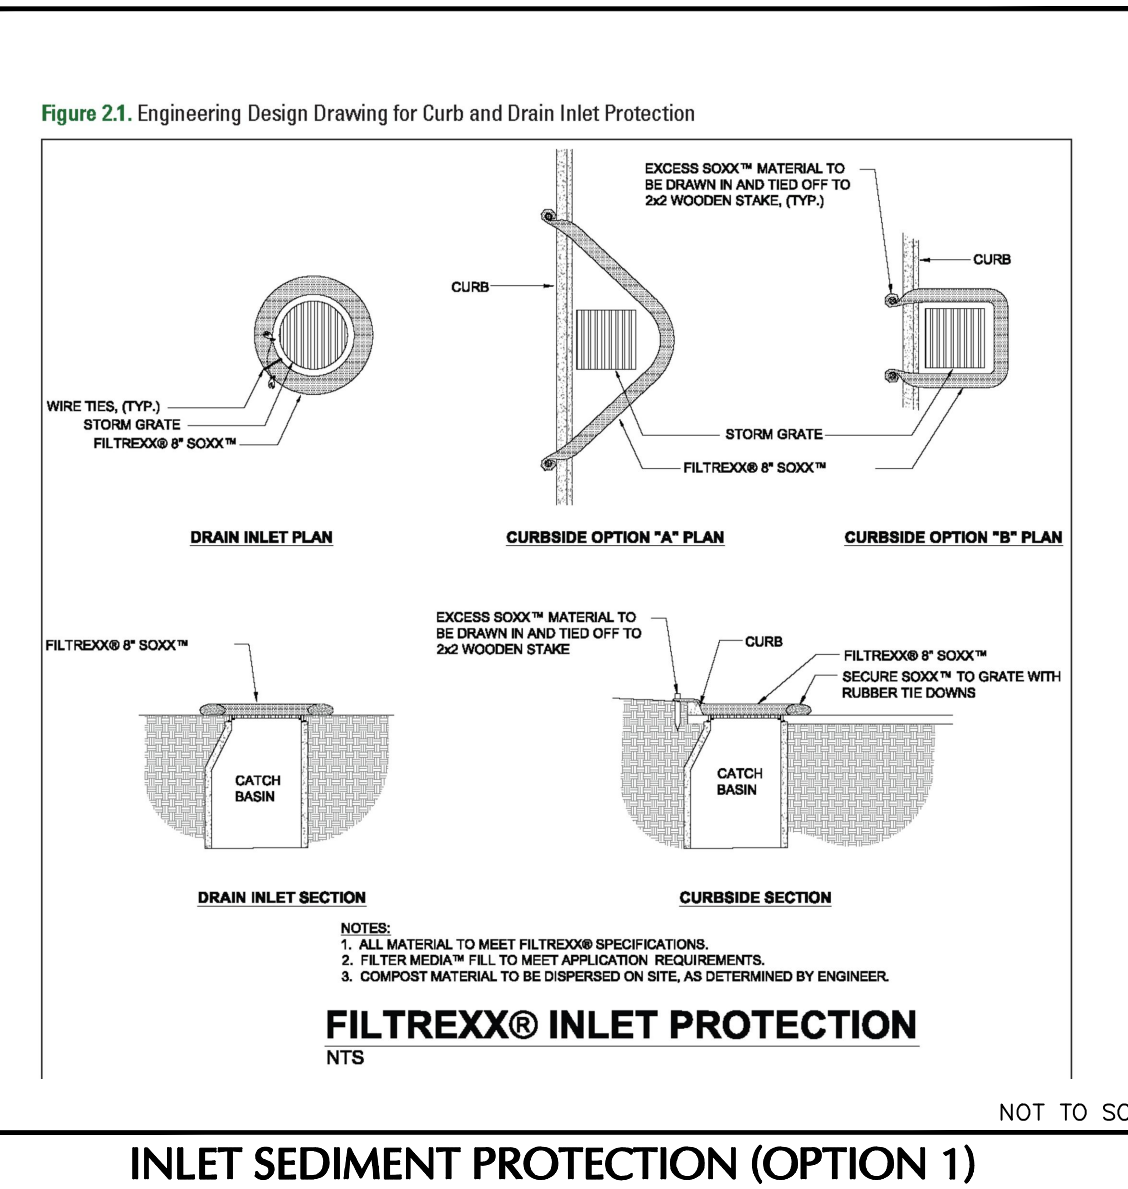 Figure 2.1. Engineering Design Drawing for Curb and Drain Inlet Protection
EXCESS SOXX™ MATERIAL TO
BE DRAWN IN AND TIED OFF TO
2x2 WOODEN STAKE, (TYP.)
CURB
CURB
WIRE TIES, (TYP.)
STORM GRATE
FILTREXX® 8" SOXX™
STORM GRATE
FILTREXX® 8" SOXX™
DRAIN INLET PLAN
CURBSIDE OPTION "A" PLAN
CURBSIDE OPTION "B" PLAN
FILTREXX® 8" SOXX™
EXCESS SOXX™ MATERIAL TO
BE DRAWN IN AND TIED OFF TO
2x2 WOODEN STAKE
CURB
FILTREXX® 8" SOXX™
SECURE SOXX™ TO GRATE WITH
RUBBER TIE DOWNS
CATCH
BASIN
CATCH
BASIN
DRAIN INLET SECTION
CURBSIDE SECTION
NOTES:
1. ALL MATERIAL TO MEET FILTREXX® SPECIFICATIONS.
2. FILTER MEDIA™ FILL TO MEET APPLICATION REQUIREMENTS.
3. COMPOST MATERIAL TO BE DISPERSED ON SITE, AS DETERMINED BY ENGINEER.
FILTREXX® INLET PROTECTION
NTS
NOT TO SC
INLET SEDIMENT PROTECTION (OPTION 1)